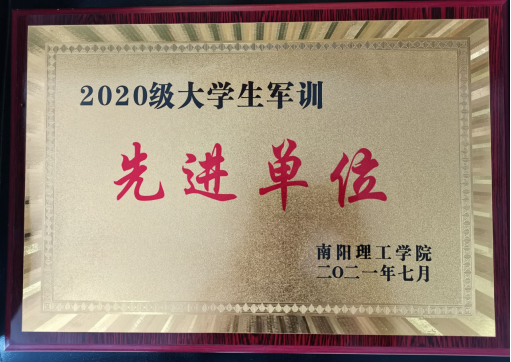 2020级大学生军训
先进单位
南阳理工学院
二〇二一年七月